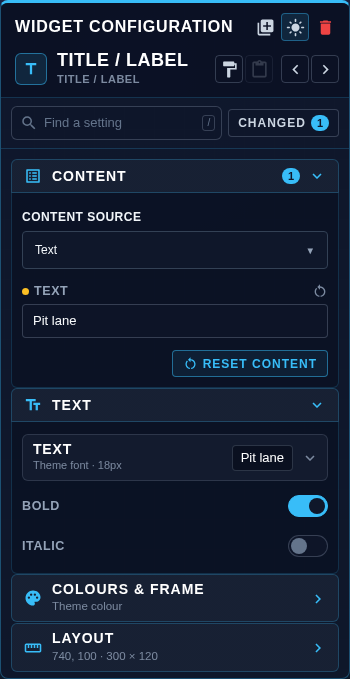 WIDGET CONFIGURATION
T
TITLE / LABEL
TITLE / LABEL
Find a setting
/
CHANGED 1
CONTENT
1
CONTENT SOURCE
Text
TEXT
Pit lane
RESET CONTENT
TEXT
TEXT
Theme font · 18px
Pit lane
BOLD
ITALIC
COLOURS & FRAME
Theme colour
LAYOUT
740, 100 · 300 × 120